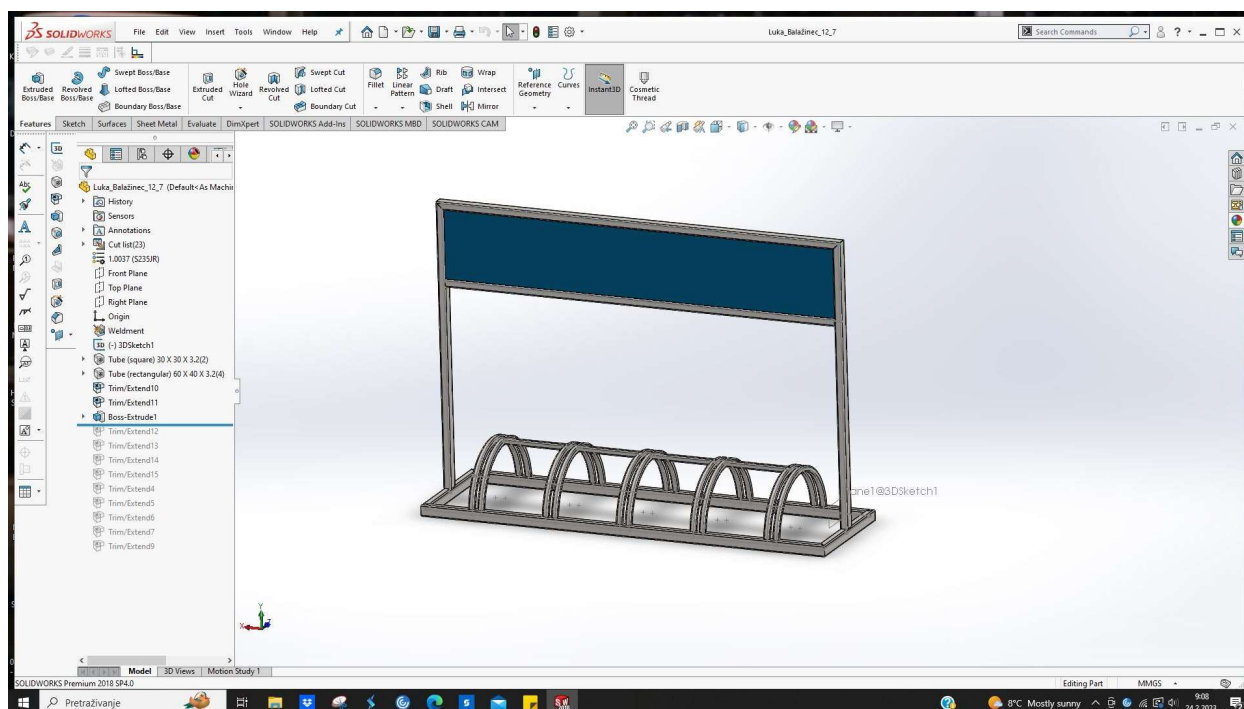 SOLIDWORKS File Edit View Insert Tools Window Help Luka_Balažinec_12_7 Search Commands ?
Extruded Boss/Base
Revolved Boss/Base
Swept Boss/Base
Lofted Boss/Base
Boundary Boss/Base
Extruded Cut
Hole Wizard
Revolved Cut
Swept Cut
Lofted Cut
Boundary Cut
Fillet
Linear Pattern
Rib
Draft
Shell
Wrap
Intersect
Mirror
Reference Geometry
Curves
Instant3D
Cosmetic Thread
Features Sketch Surfaces Sheet Metal Evaluate DimXpert SOLIDWORKS Add-Ins SOLIDWORKS MBD SOLIDWORKS CAM
Luka_Balažinec_12_7 (Default<As Machi
History
Sensors
Annotations
Cut list(23)
1.0037 (S235JR)
Front Plane
Top Plane
Right Plane
Origin
Weldment
(-) 3DSketch1
Tube (square) 30 X 30 X 3.2(2)
Tube (rectangular) 60 X 40 X 3.2(4)
Trim/Extend10
Trim/Extend11
Boss-Extrude1
Trim/Extend12
Trim/Extend13
Trim/Extend14
Trim/Extend15
Trim/Extend4
Trim/Extend5
Trim/Extend6
Trim/Extend7
Trim/Extend9
ane1@3DSketch1
Y
X
Z
Model 3D Views Motion Study 1
SOLIDWORKS Premium 2018 SP4.0 Editing Part MMGS
Pretraživanje 8°C Mostly sunny 9:08
24.2.2023.